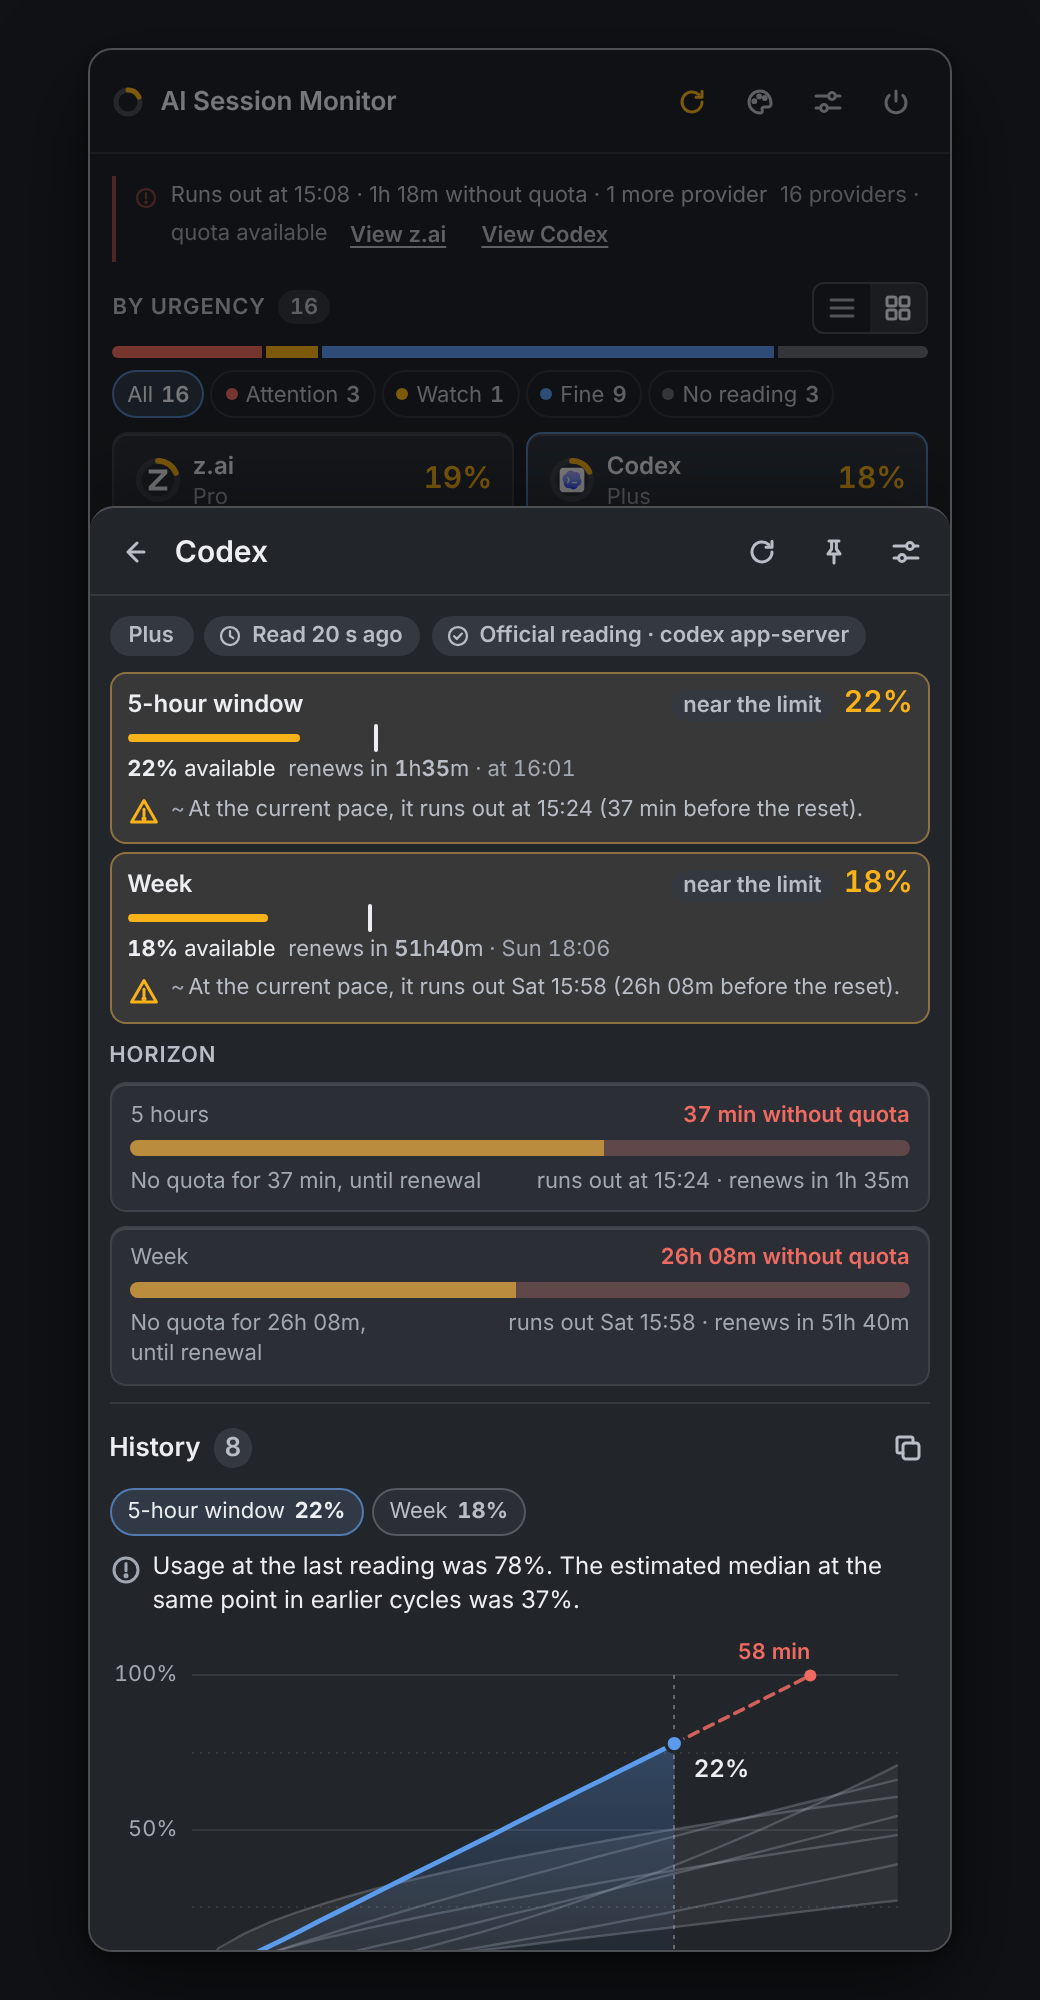 AI Session Monitor
Runs out at 15:08 · 1h 18m without quota · 1 more provider 16 providers ·
quota available View z.ai View Codex
BY URGENCY 16
All 16 Attention 3 Watch 1 Fine 9 No reading 3
z.ai 19% Codex 18%
Pro Plus
Codex
Plus Read 20 s ago Official reading · codex app-server
5-hour window near the limit 22%
22% available renews in 1h35m · at 16:01
~ At the current pace, it runs out at 15:24 (37 min before the reset).
Week near the limit 18%
18% available renews in 51h40m · Sun 18:06
~ At the current pace, it runs out Sat 15:58 (26h 08m before the reset).
HORIZON
5 hours 37 min without quota
No quota for 37 min, until renewal runs out at 15:24 · renews in 1h 35m
Week 26h 08m without quota
No quota for 26h 08m, runs out Sat 15:58 · renews in 51h 40m
until renewal
History 8
5-hour window 22% Week 18%
Usage at the last reading was 78%. The estimated median at the
same point in earlier cycles was 37%.
58 min
100%
22%
50%